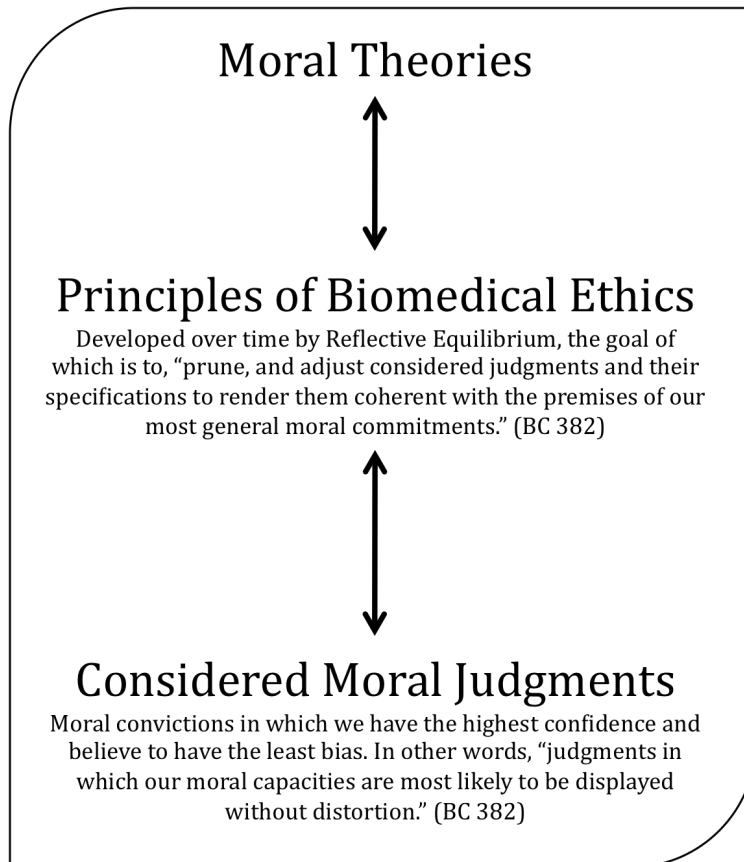 Moral Theories
Principles of Biomedical Ethics
Developed over time by Reflective Equilibrium, the goal of
which is to, “prune, and adjust considered judgments and their
specifications to render them coherent with the premises of our
most general moral commitments.” (BC 382)
Considered Moral Judgments
Moral convictions in which we have the highest confidence and
believe to have the least bias. In other words, “judgments in
which our moral capacities are most likely to be displayed
without distortion.” (BC 382)